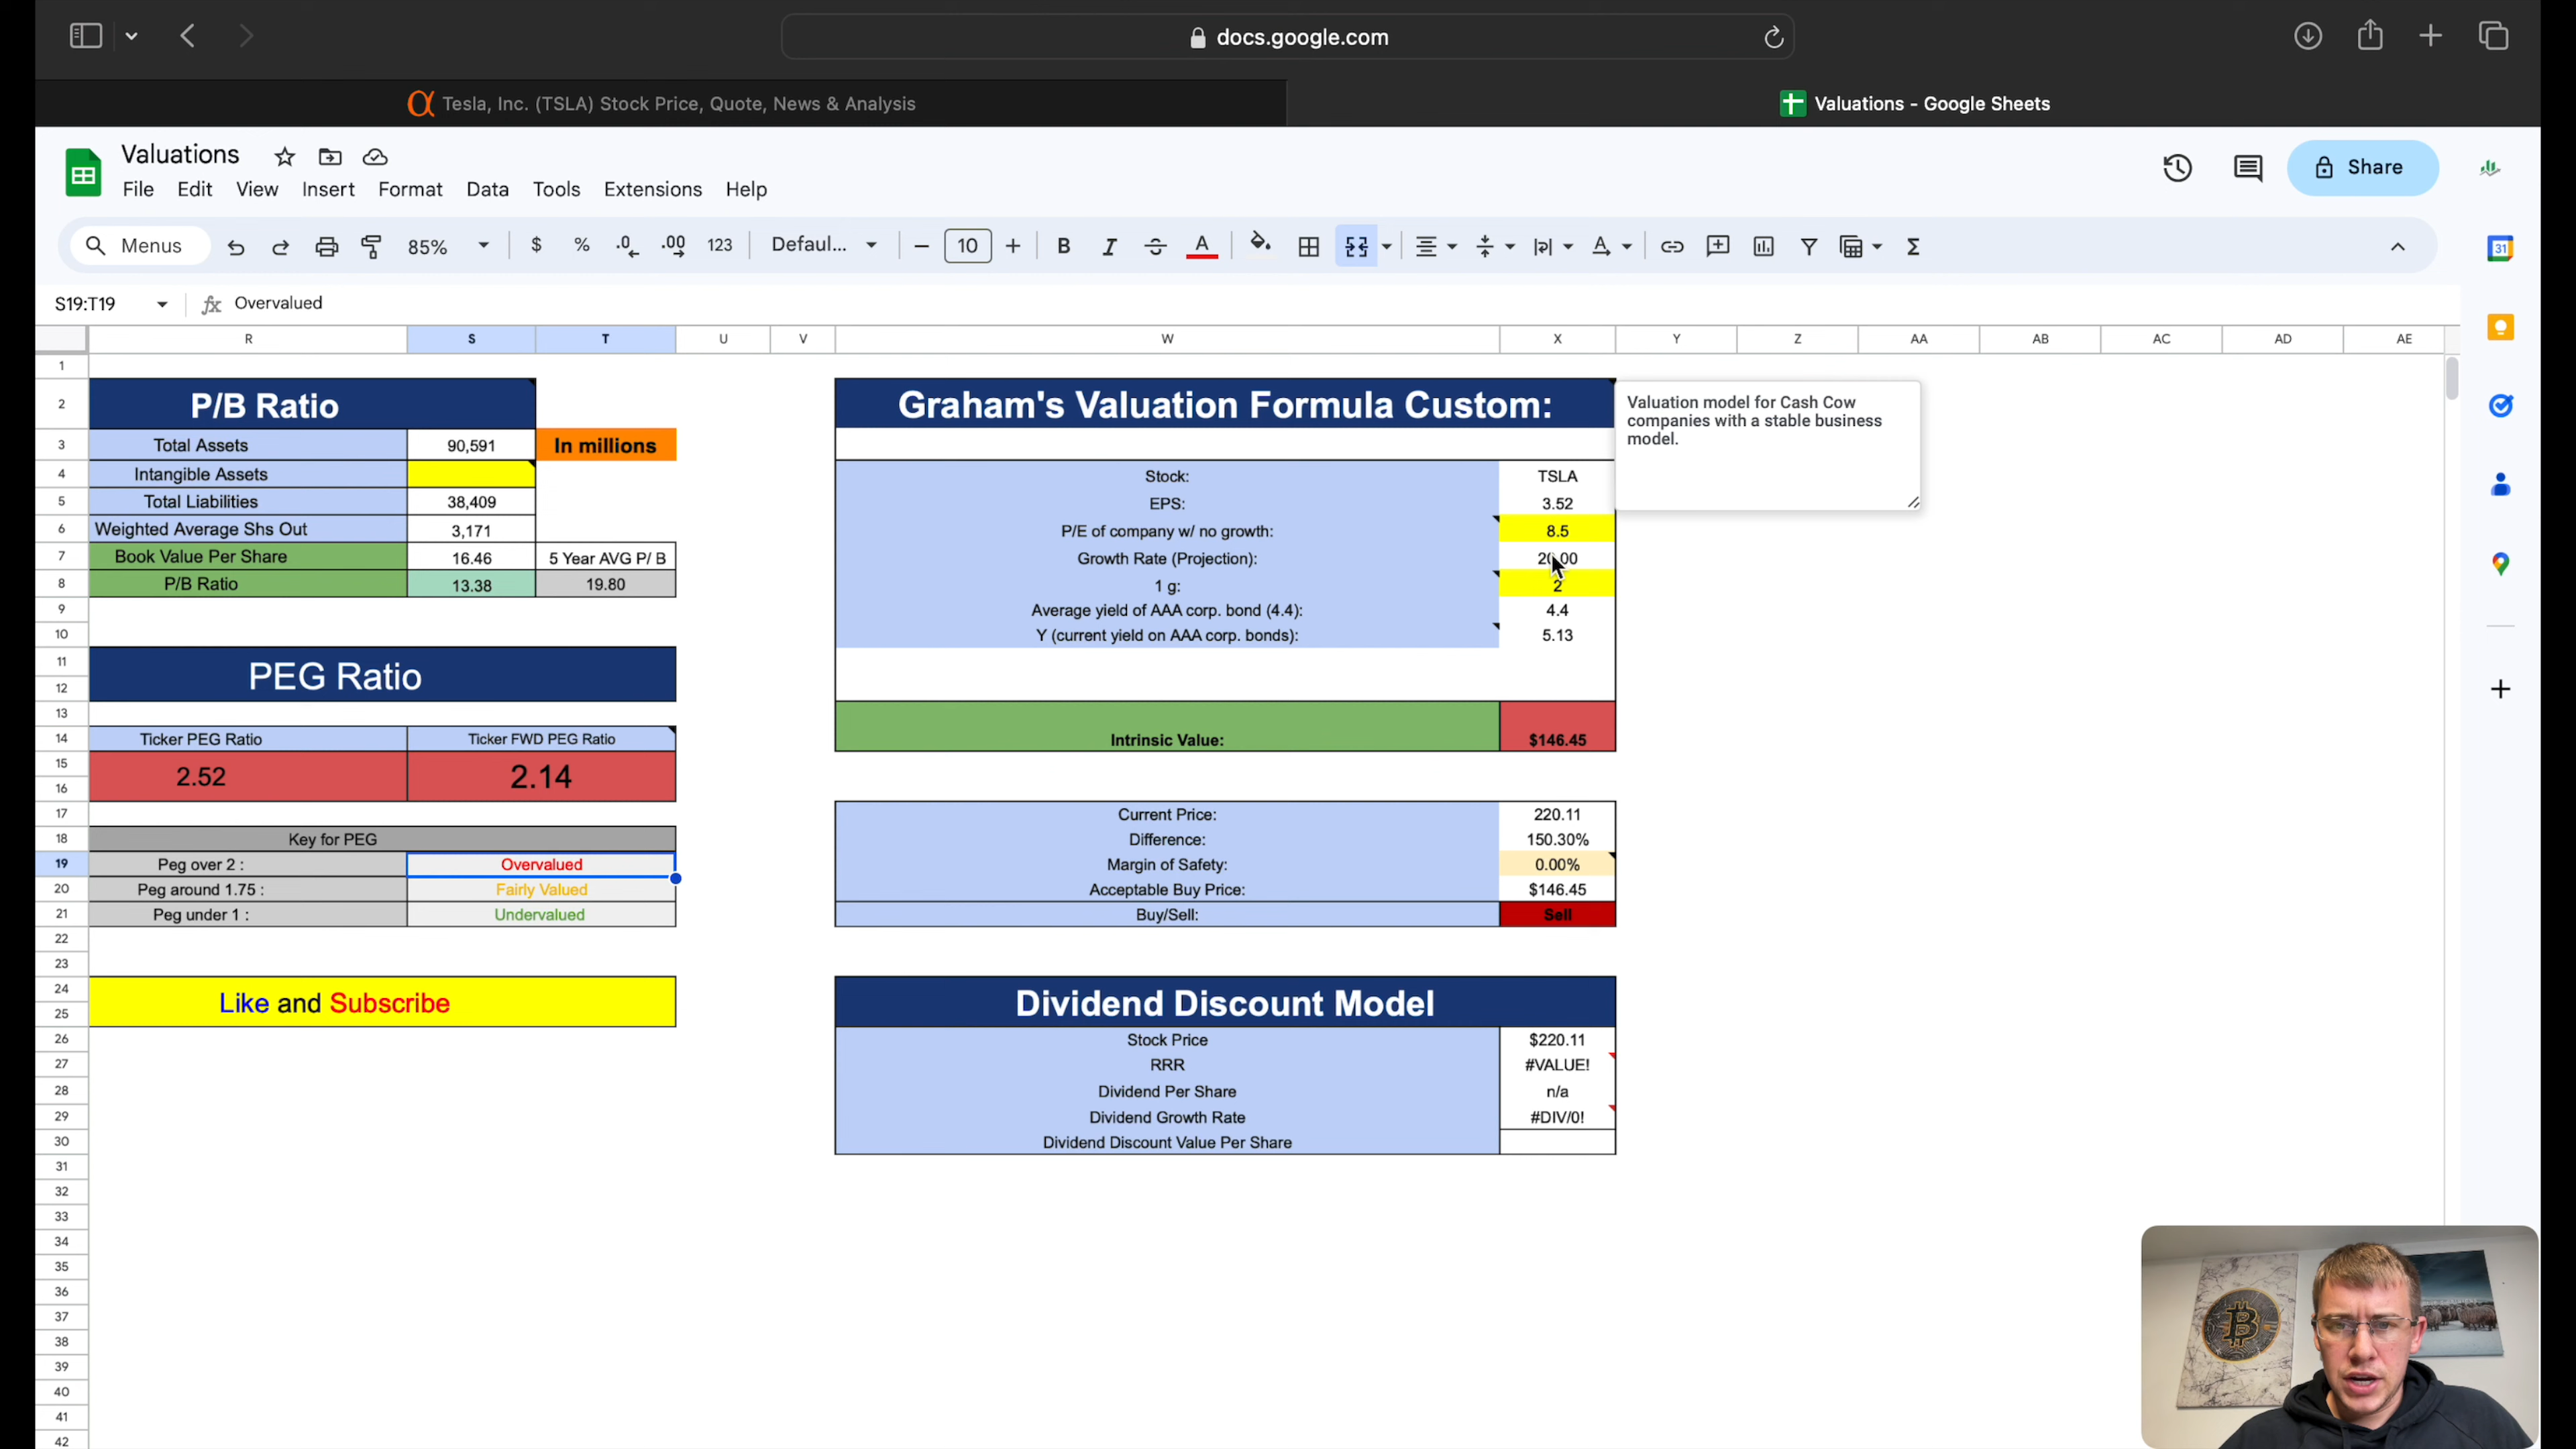 docs.google.com
Tesla, Inc. (TSLA) Stock Price, Quote, News & Analysis
Valuations - Google Sheets
Valuations
File Edit View Insert Format Data Tools Extensions Help
Share
Menus 85% $ % .0 .00 123 Defaul... 10
31
S19:T19 Overvalued
R S T U V W X Y Z AA AB AC AD AE
1
2 P/B Ratio Graham's Valuation Formula Custom:
Valuation model for Cash Cow
companies with a stable business
model.
3 Total Assets 90,591 In millions
4 Intangible Assets Stock: TSLA
5 Total Liabilities 38,409 EPS: 3.52
6 Weighted Average Shs Out 3,171 P/E of company w/ no growth: 8.5
7 Book Value Per Share 16.46 5 Year AVG P/ B Growth Rate (Projection): 20.00
8 P/B Ratio 13.38 19.80 1 g: 2
9 Average yield of AAA corp. bond (4.4): 4.4
10 Y (current yield on AAA corp. bonds): 5.13
11 PEG Ratio
12
13
14 Ticker PEG Ratio Ticker FWD PEG Ratio Intrinsic Value: $146.45
15 2.52 2.14
16
17 Current Price: 220.11
18 Key for PEG Difference: 150.30%
19 Peg over 2 : Overvalued Margin of Safety: 0.00%
20 Peg around 1.75 : Fairly Valued Acceptable Buy Price: $146.45
21 Peg under 1 : Undervalued Buy/Sell: Sell
22
23
24 Like and Subscribe Dividend Discount Model
25
26 Stock Price $220.11
27 RRR #VALUE!
28 Dividend Per Share n/a
29 Dividend Growth Rate #DIV/0!
30 Dividend Discount Value Per Share
31
32
33
34
35
36
37
38
39
40
41
42